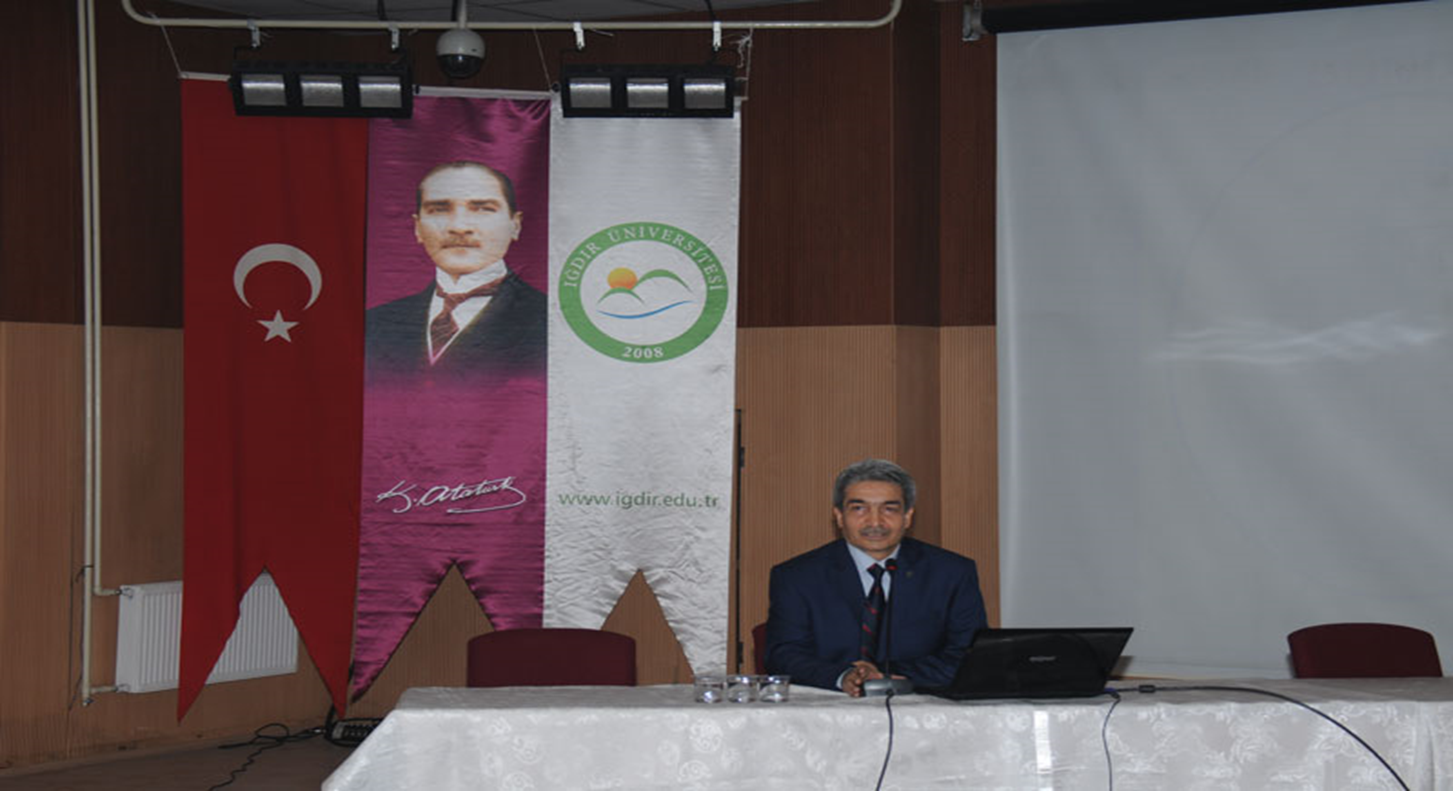 K. Atatürk
IGDIR ÜNİVERSİTESİ
2008
www.igdir.edu.tr